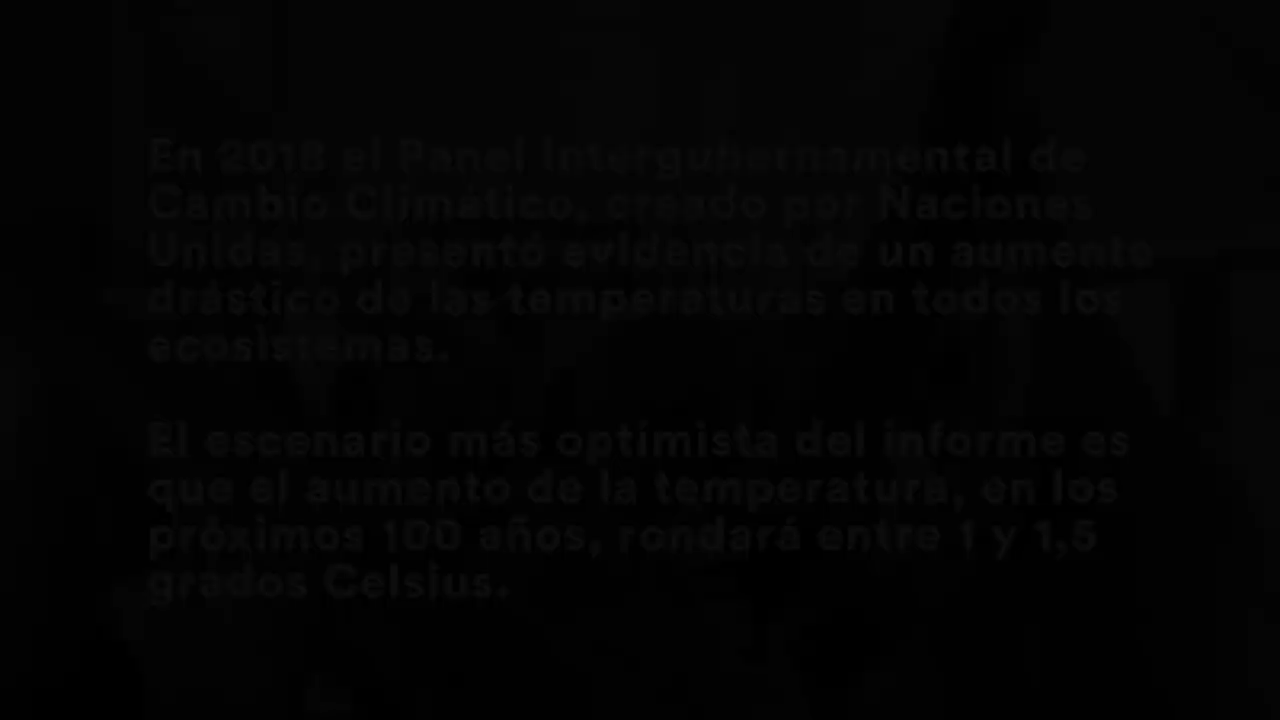 En 2018 el Panel Intergubernamental de
Cambio Climático, creado por Naciones
Unidas, presentó evidencia de un aumento
drástico de las temperaturas en todos los
ecosistemas.
El escenario más optimista del informe es
que el aumento de la temperatura, en los
próximos 100 años, rondará entre 1 y 1,5
grados Celsius.